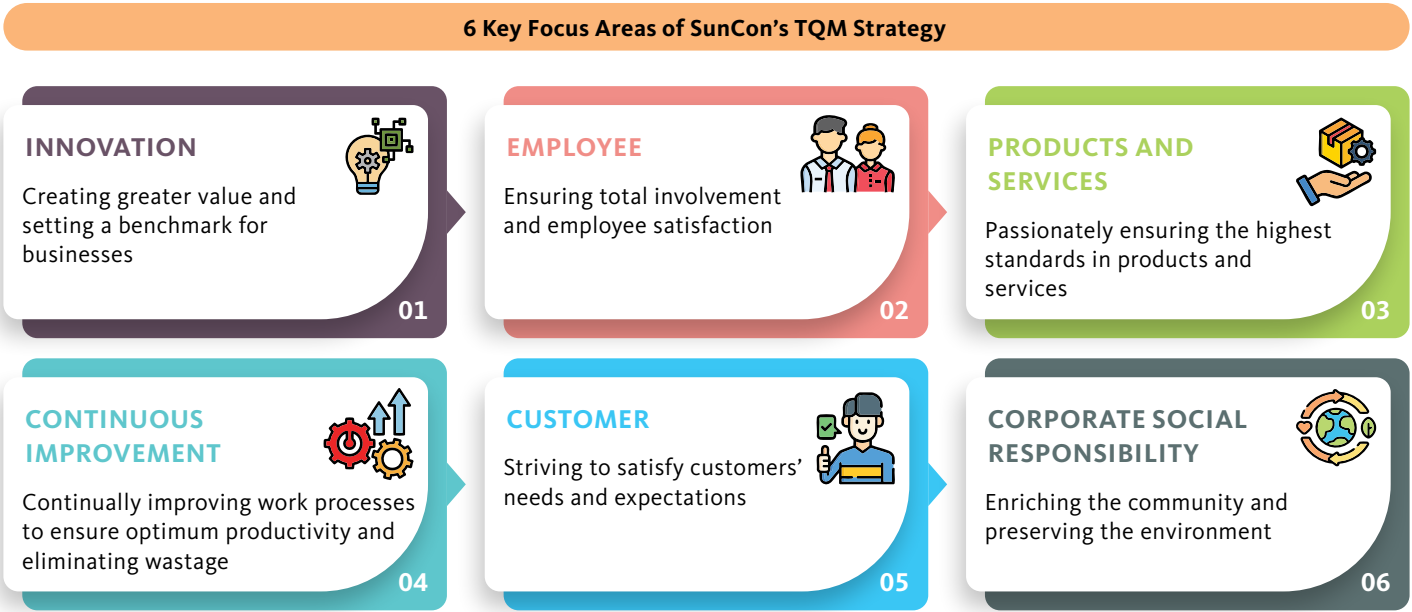 6 Key Focus Areas of SunCon’s TQM Strategy
INNOVATION
Creating greater value and
setting a benchmark for
businesses
01
EMPLOYEE
Ensuring total involvement
and employee satisfaction
02
PRODUCTS AND
SERVICES
Passionately ensuring the highest
standards in products and
services
03
CONTINUOUS
IMPROVEMENT
Continually improving work processes
to ensure optimum productivity and
eliminating wastage
04
CUSTOMER
Striving to satisfy customers’
needs and expectations
05
CORPORATE SOCIAL
RESPONSIBILITY
Enriching the community and
preserving the environment
06